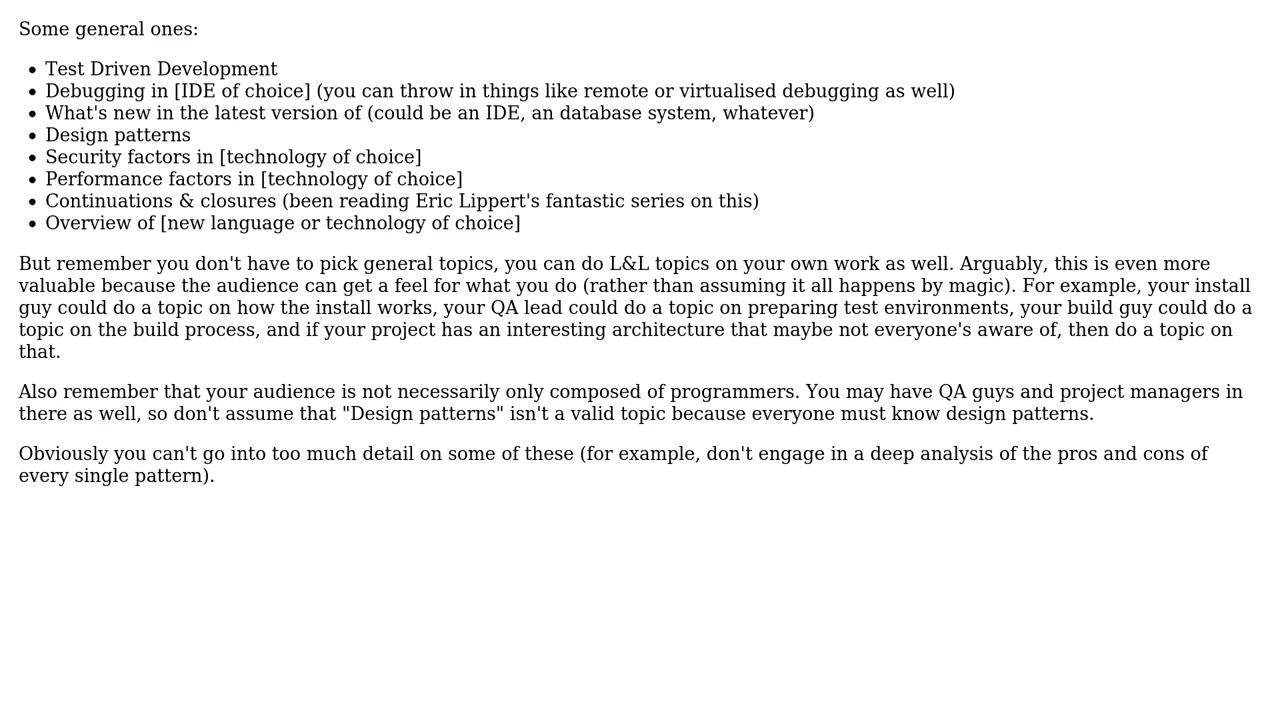 Some general ones:
• Test Driven Development
• Debugging in [IDE of choice] (you can throw in things like remote or virtualised debugging as well)
• What's new in the latest version of (could be an IDE, an database system, whatever)
• Design patterns
• Security factors in [technology of choice]
• Performance factors in [technology of choice]
• Continuations & closures (been reading Eric Lippert's fantastic series on this)
• Overview of [new language or technology of choice]
But remember you don't have to pick general topics, you can do L&L topics on your own work as well. Arguably, this is even more
valuable because the audience can get a feel for what you do (rather than assuming it all happens by magic). For example, your install
guy could do a topic on how the install works, your QA lead could do a topic on preparing test environments, your build guy could do a
topic on the build process, and if your project has an interesting architecture that maybe not everyone's aware of, then do a topic on
that.
Also remember that your audience is not necessarily only composed of programmers. You may have QA guys and project managers in
there as well, so don't assume that "Design patterns" isn't a valid topic because everyone must know design patterns.
Obviously you can't go into too much detail on some of these (for example, don't engage in a deep analysis of the pros and cons of
every single pattern).